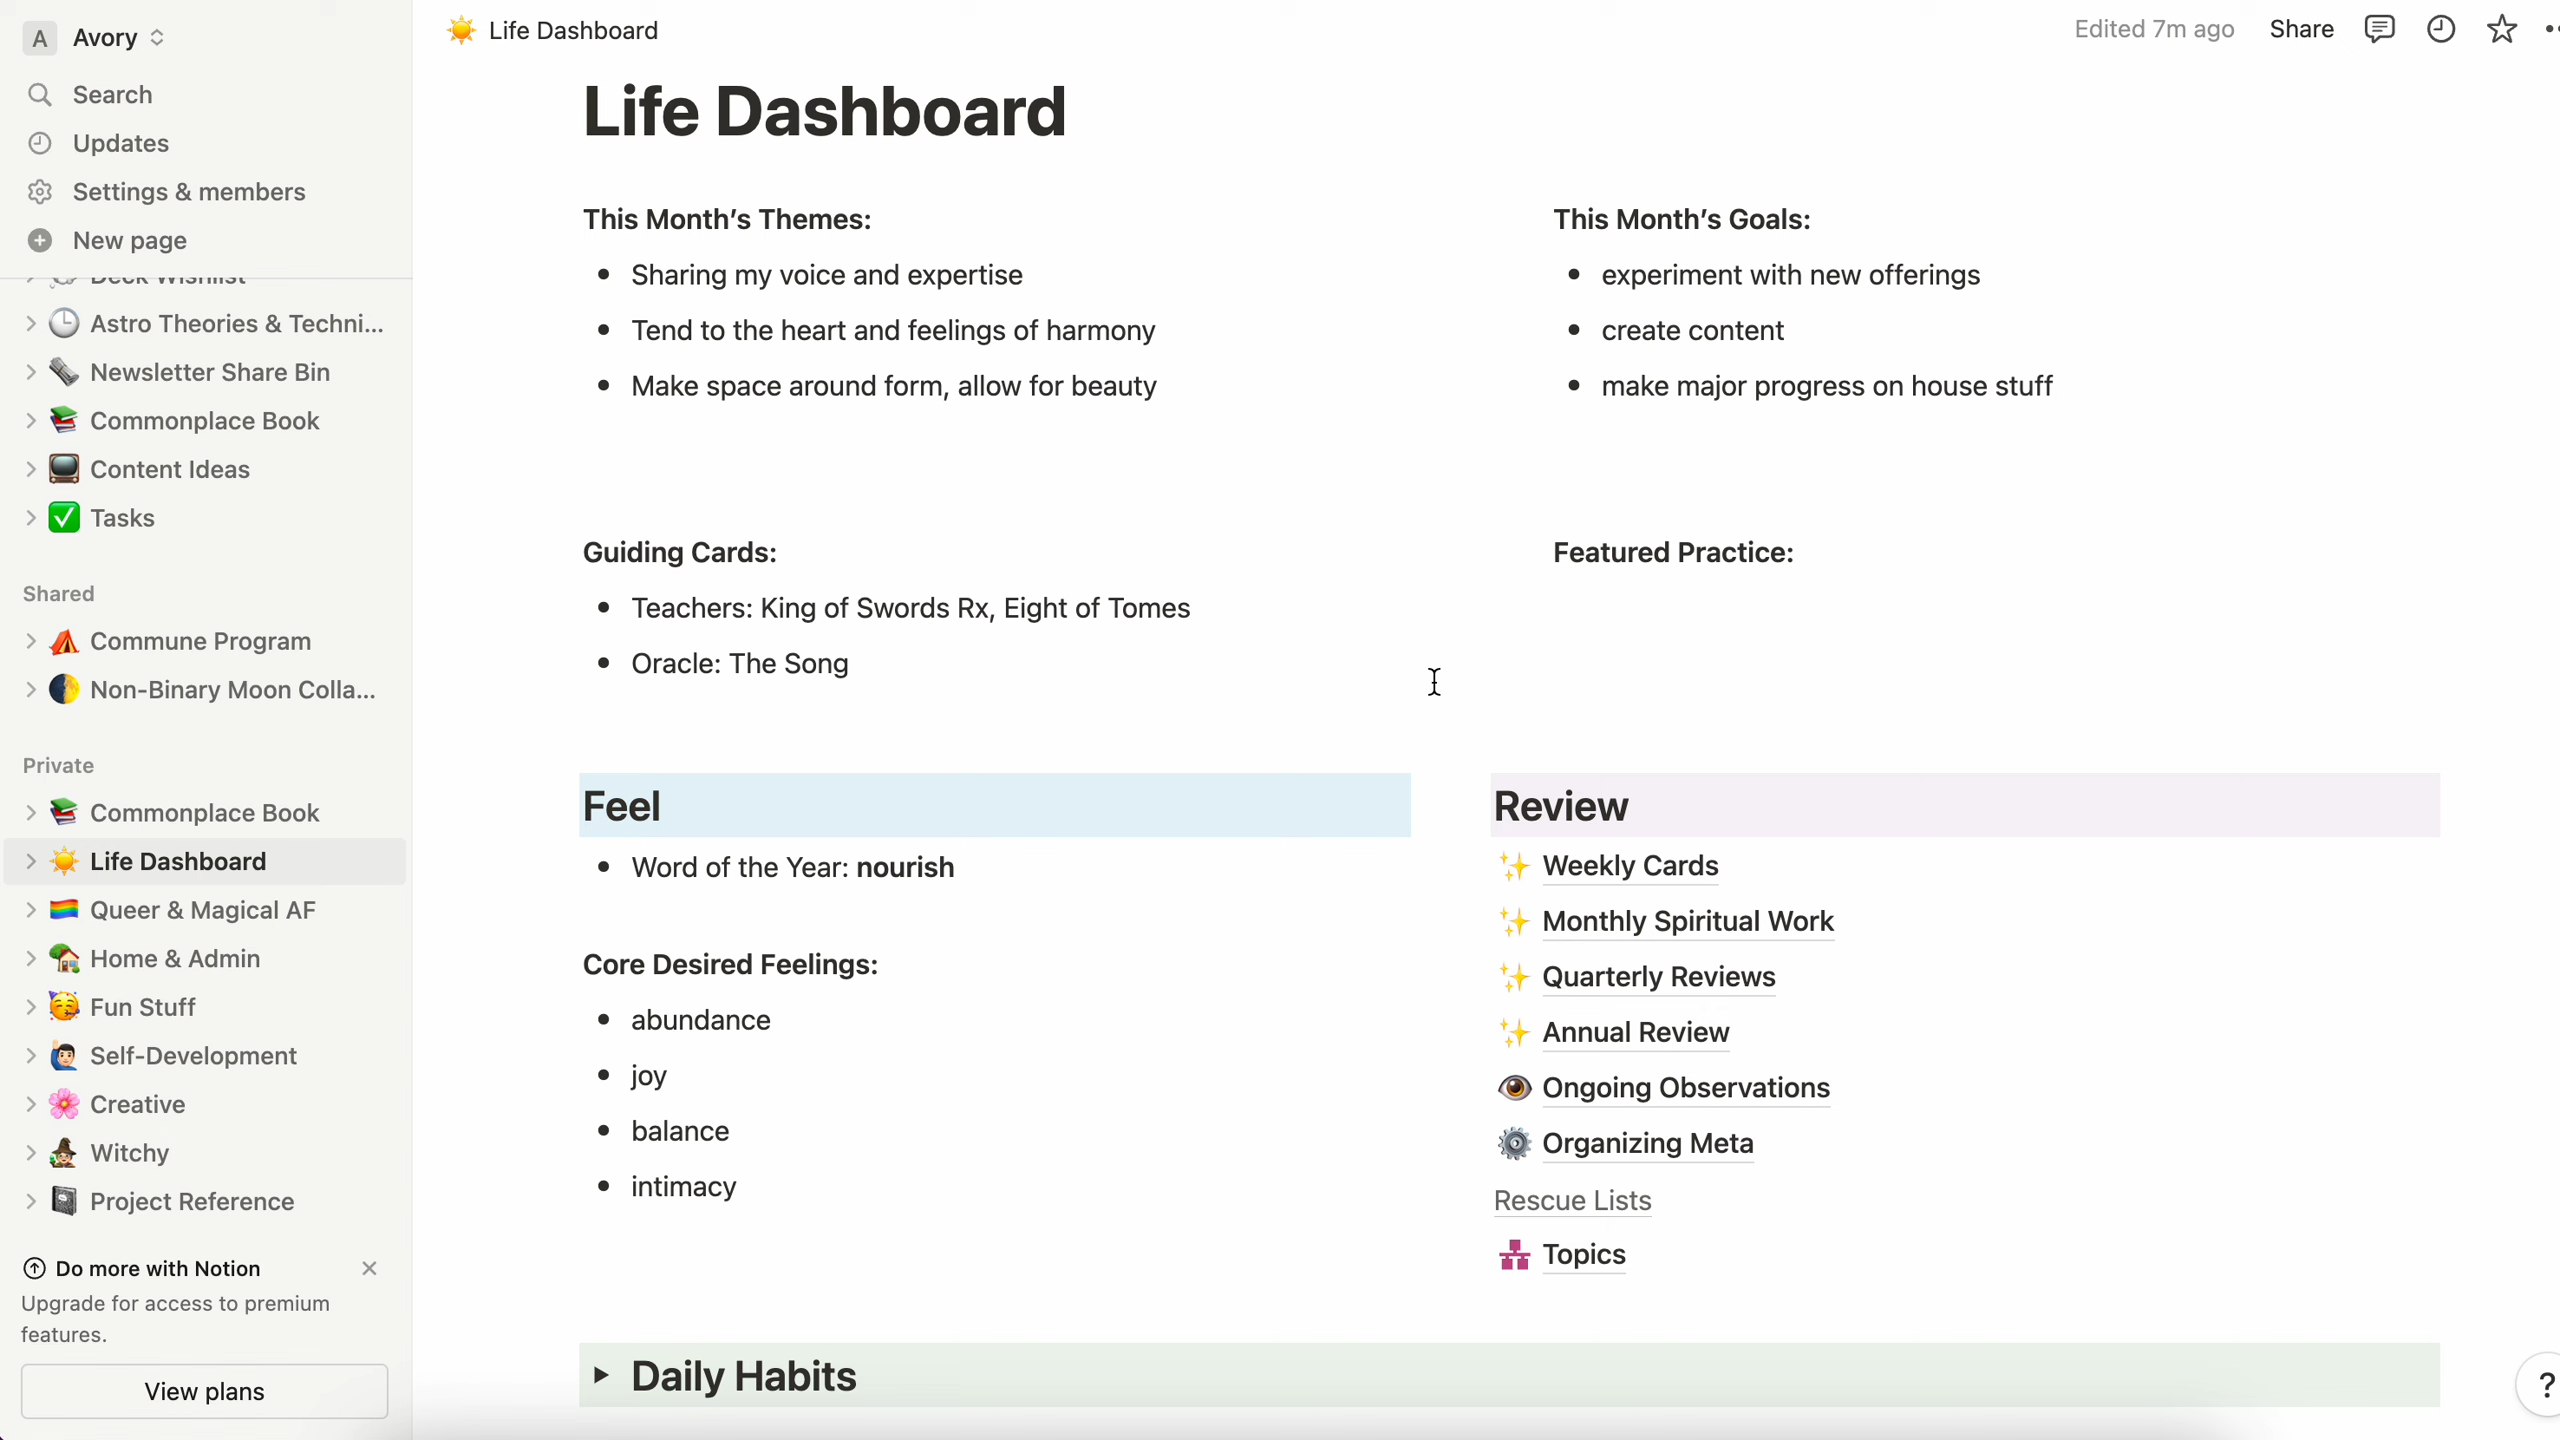 A Avory
Search
Updates
Settings & members
New page
Deck Wishlist
Astro Theories & Techni...
Newsletter Share Bin
Commonplace Book
Content Ideas
Tasks
Shared
Commune Program
Non-Binary Moon Colla...
Private
Commonplace Book
Life Dashboard
Queer & Magical AF
Home & Admin
Fun Stuff
Self-Development
Creative
Witchy
Project Reference
Do more with Notion
Upgrade for access to premium
features.
View plans
Life Dashboard
Edited 7m ago
Share
Life Dashboard
This Month's Themes:
• Sharing my voice and expertise
• Tend to the heart and feelings of harmony
• Make space around form, allow for beauty
This Month's Goals:
• experiment with new offerings
• create content
• make major progress on house stuff
Guiding Cards:
• Teachers: King of Swords Rx, Eight of Tomes
• Oracle: The Song
Featured Practice:
Feel
• Word of the Year: nourish
Core Desired Feelings:
• abundance
• joy
• balance
• intimacy
Review
Weekly Cards
Monthly Spiritual Work
Quarterly Reviews
Annual Review
Ongoing Observations
Organizing Meta
Rescue Lists
Topics
Daily Habits
?